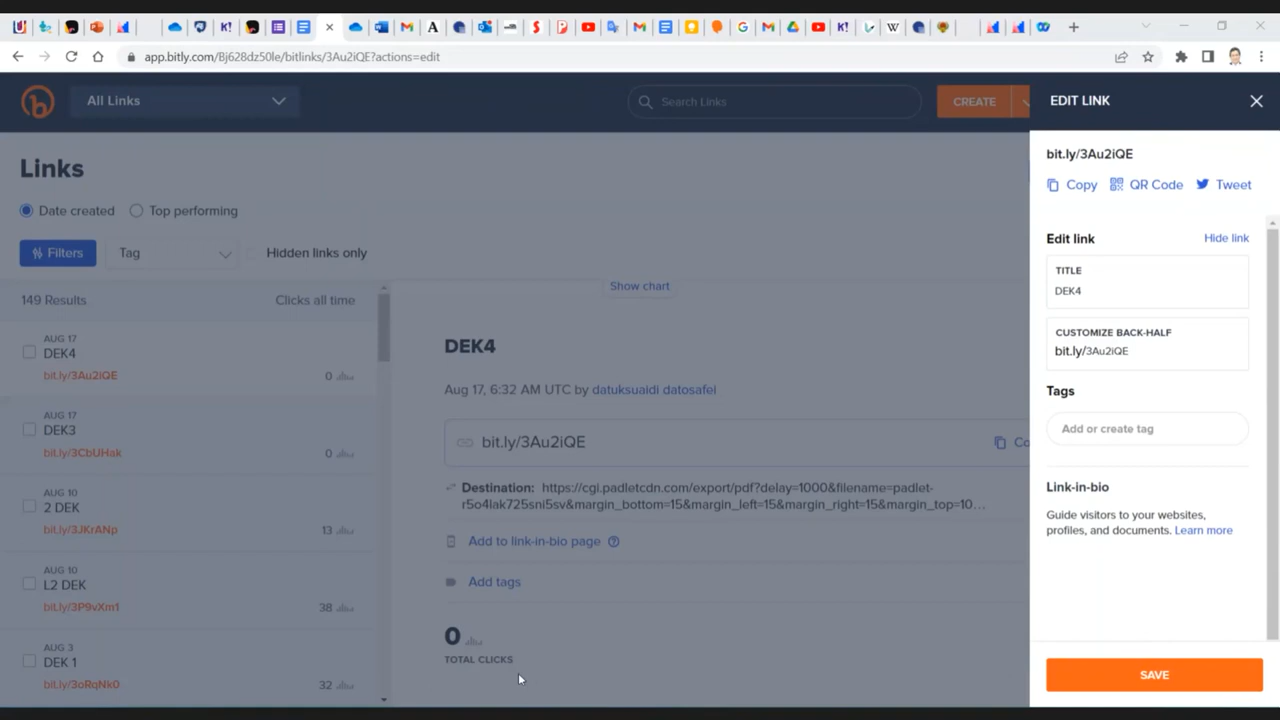 app.bitly.com/Bj628dz50le/bitlinks/3Au2iQE?actions=edit
All Links
Search Links
CREATE
EDIT LINK
Links
Date created
Top performing
Filters
Tag
Hidden links only
149 Results
Clicks all time
AUG 17
DEK4
bit.ly/3Au2iQE
0
AUG 17
DEK3
bit.ly/3CbUHak
0
AUG 10
2 DEK
bit.ly/3JKRANp
13
AUG 10
L2 DEK
bit.ly/3P9vXm1
38
AUG 3
DEK 1
bit.ly/3oRqNk0
32
Show chart
DEK4
Aug 17, 6:32 AM UTC by datuksuaidi datosafel
bit.ly/3Au2iQE
Co
Destination: https://cgi.padletcdn.com/export/pdf?delay=1000&filename=padlet-
r5o4lak725sni5sv&margin_bottom=15&margin_left=15&margin_right=15&margin_top=10...
Add to link-in-bio page
Add tags
0
TOTAL CLICKS
bit.ly/3Au2iQE
Copy
QR Code
Tweet
Edit link
Hide link
TITLE
DEK4
CUSTOMIZE BACK-HALF
bit.ly/3Au2iQE
Tags
Add or create tag
Link-in-bio
Guide visitors to your websites,
profiles, and documents. Learn more
SAVE